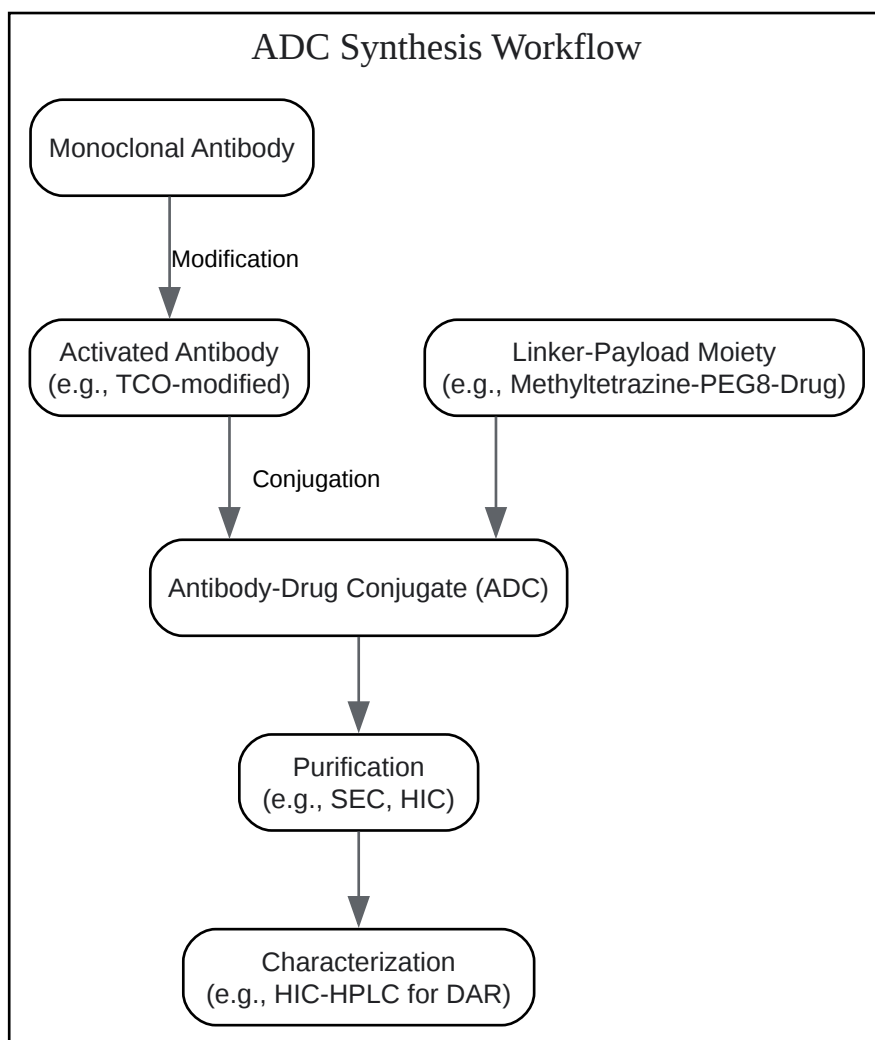 ADC Synthesis Workflow
Monoclonal Antibody
Modification
Activated Antibody
(e.g., TCO-modified)
Linker-Payload Moiety
(e.g., Methyltetrazine-PEG8-Drug)
Conjugation
Antibody-Drug Conjugate (ADC)
Purification
(e.g., SEC, HIC)
Characterization
(e.g., HIC-HPLC for DAR)